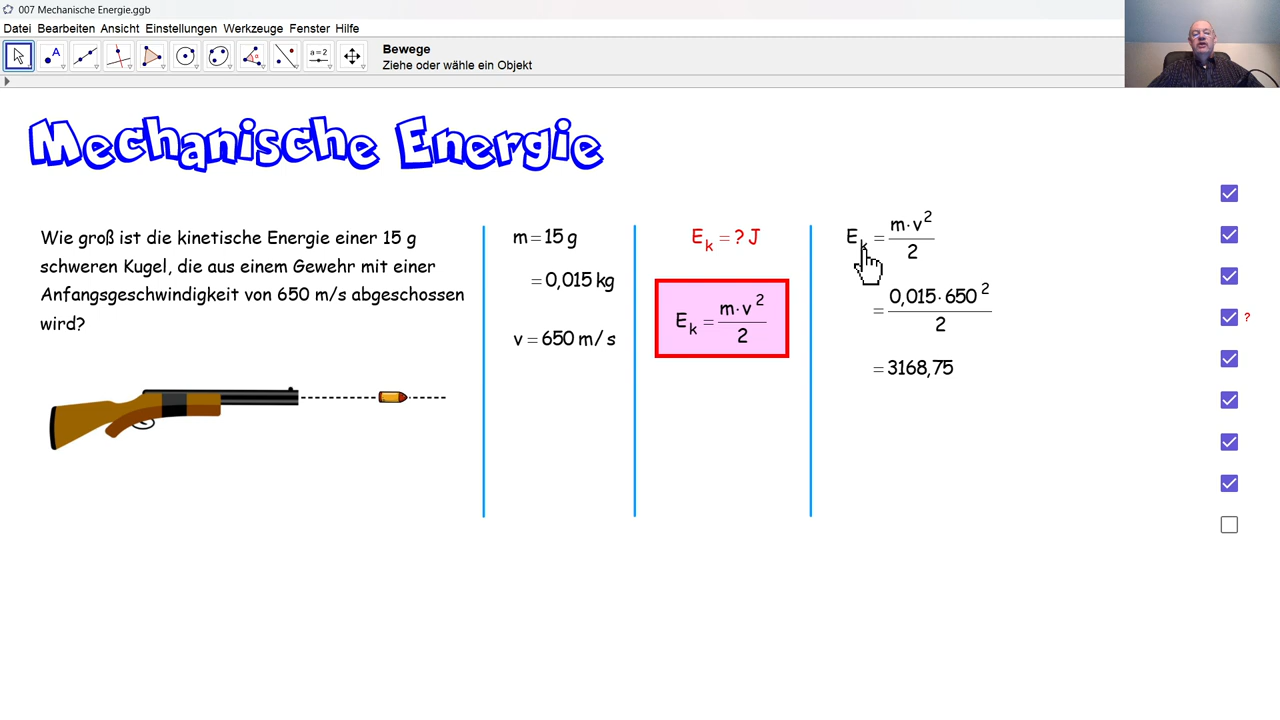 007 Mechanische Energie.ggb
Datei Bearbeiten Ansicht Einstellungen Werkzeuge Fenster Hilfe
A
a=2
Bewege
Ziehe oder wähle ein Objekt
Mechanische Energie
Wie groß ist die kinetische Energie einer 15 g
schweren Kugel, die aus einem Gewehr mit einer
Anfangsgeschwindigkeit von 650 m/s abgeschossen
wird?
m = 15 g
= 0,015 kg
v = 650 m/s
E_k = ? J
E_k = m·v²/2
E_k = m·v²/2
= 0,015·650²/2
= 3168,75
?